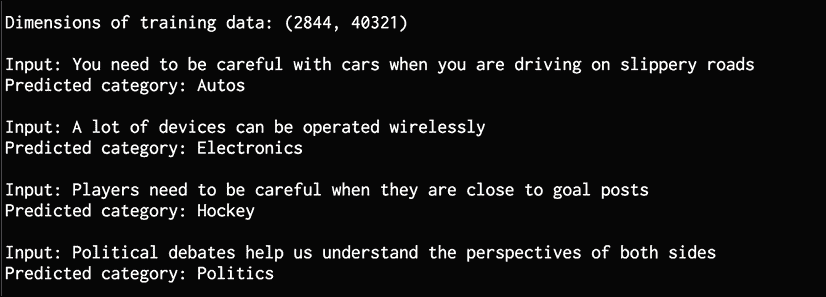 Dimensions of training data: (2844, 40321)
Input: You need to be careful with cars when you are driving on slippery roads
Predicted category: Autos
Input: A lot of devices can be operated wirelessly
Predicted category: Electronics
Input: Players need to be careful when they are close to goal posts
Predicted category: Hockey
Input: Political debates help us understand the perspectives of both sides
Predicted category: Politics